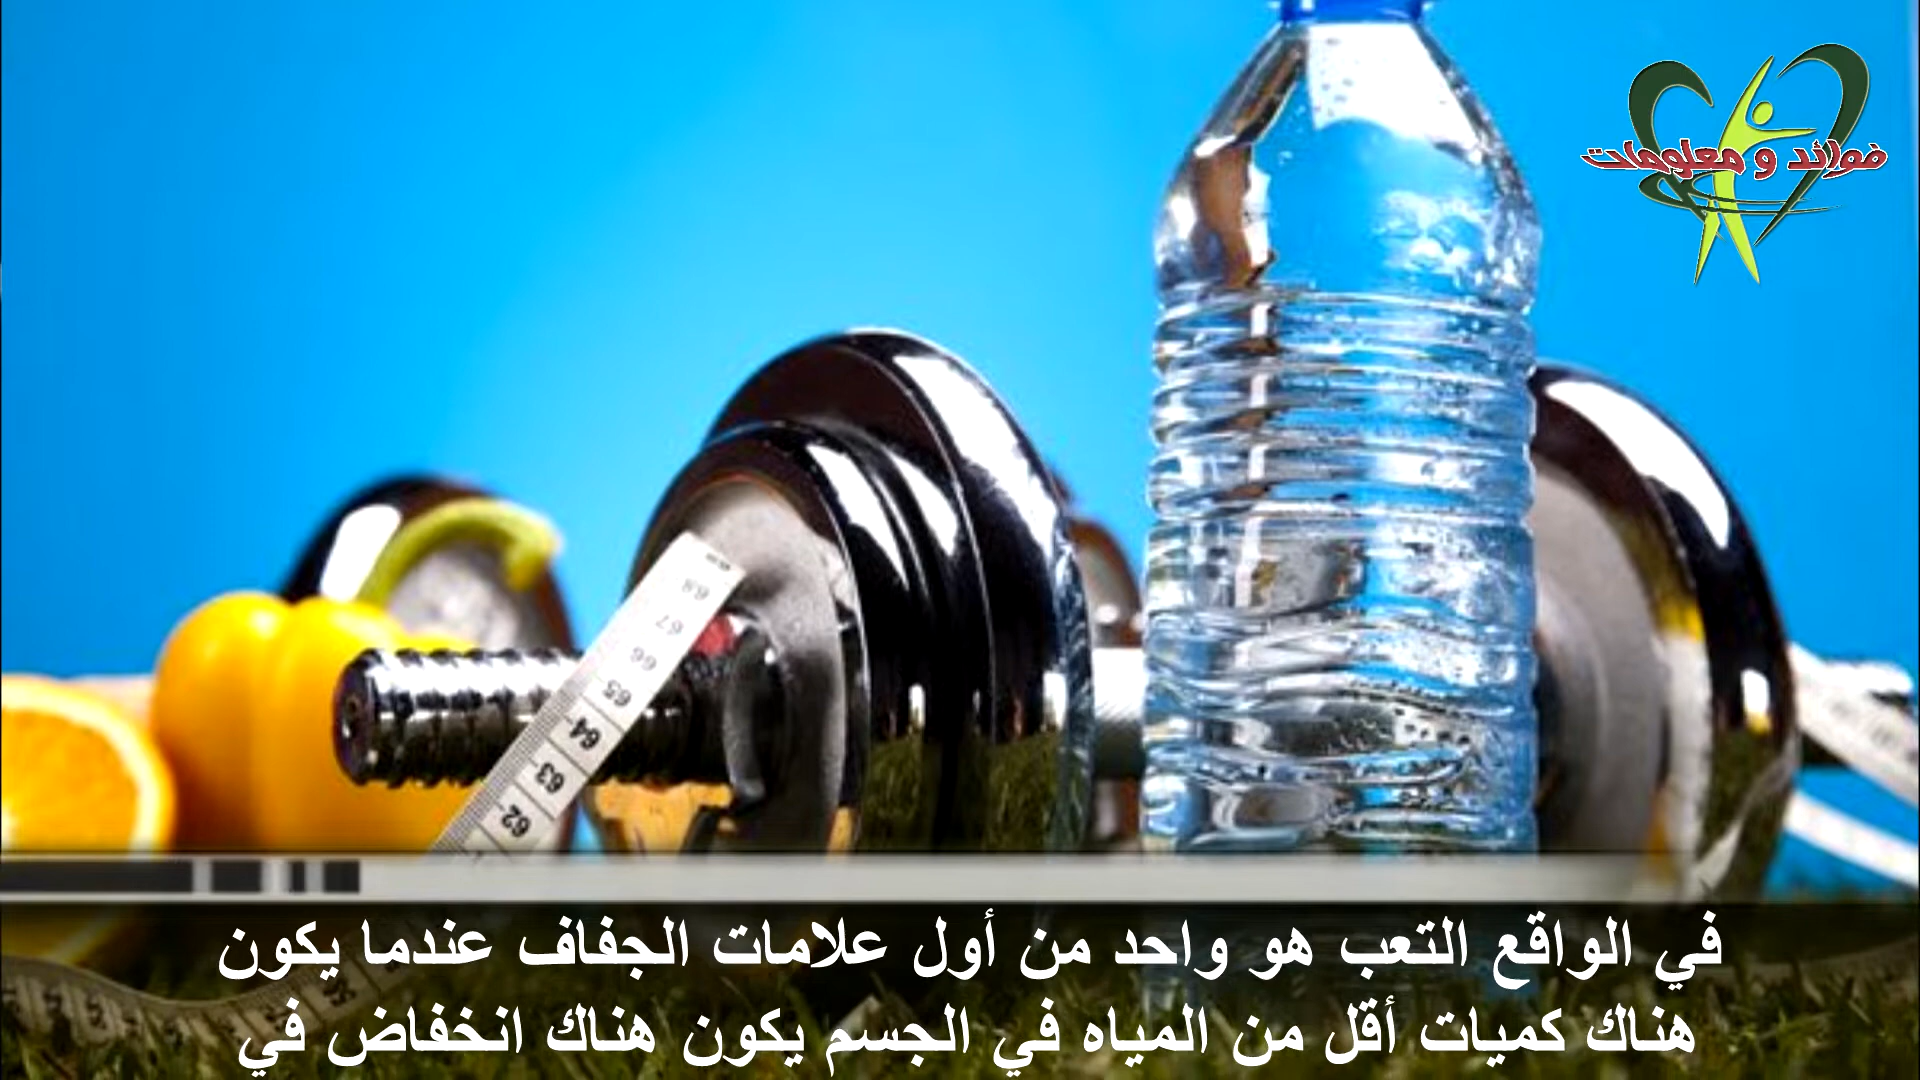 فوائد و معلومات
68
67
66
65
64
63
62
في الواقع التعب هو واحد من أول علامات الجفاف عندما يكون
هناك كميات أقل من المياه في الجسم يكون هناك انخفاض في